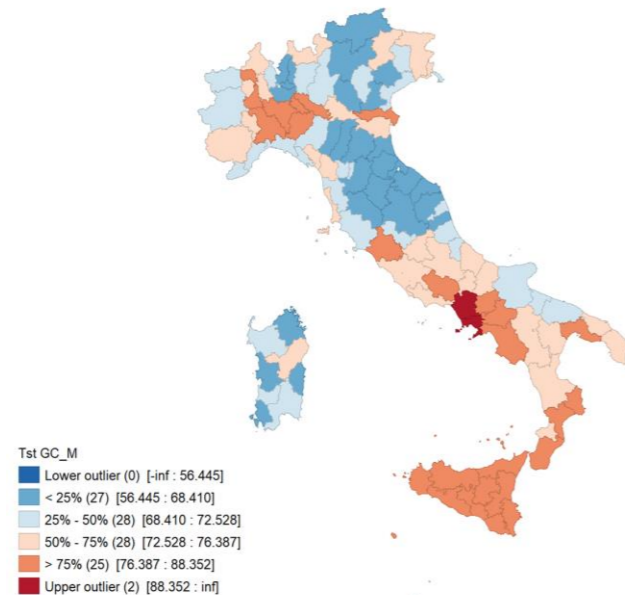 Tst GC_M
Lower outlier (0) [-inf : 56.445]
< 25% (27) [56.445 : 68.410]
25% - 50% (28) [68.410 : 72.528]
50% - 75% (28) [72.528 : 76.387]
> 75% (25) [76.387 : 88.352]
Upper outlier (2) [88.352 : inf]